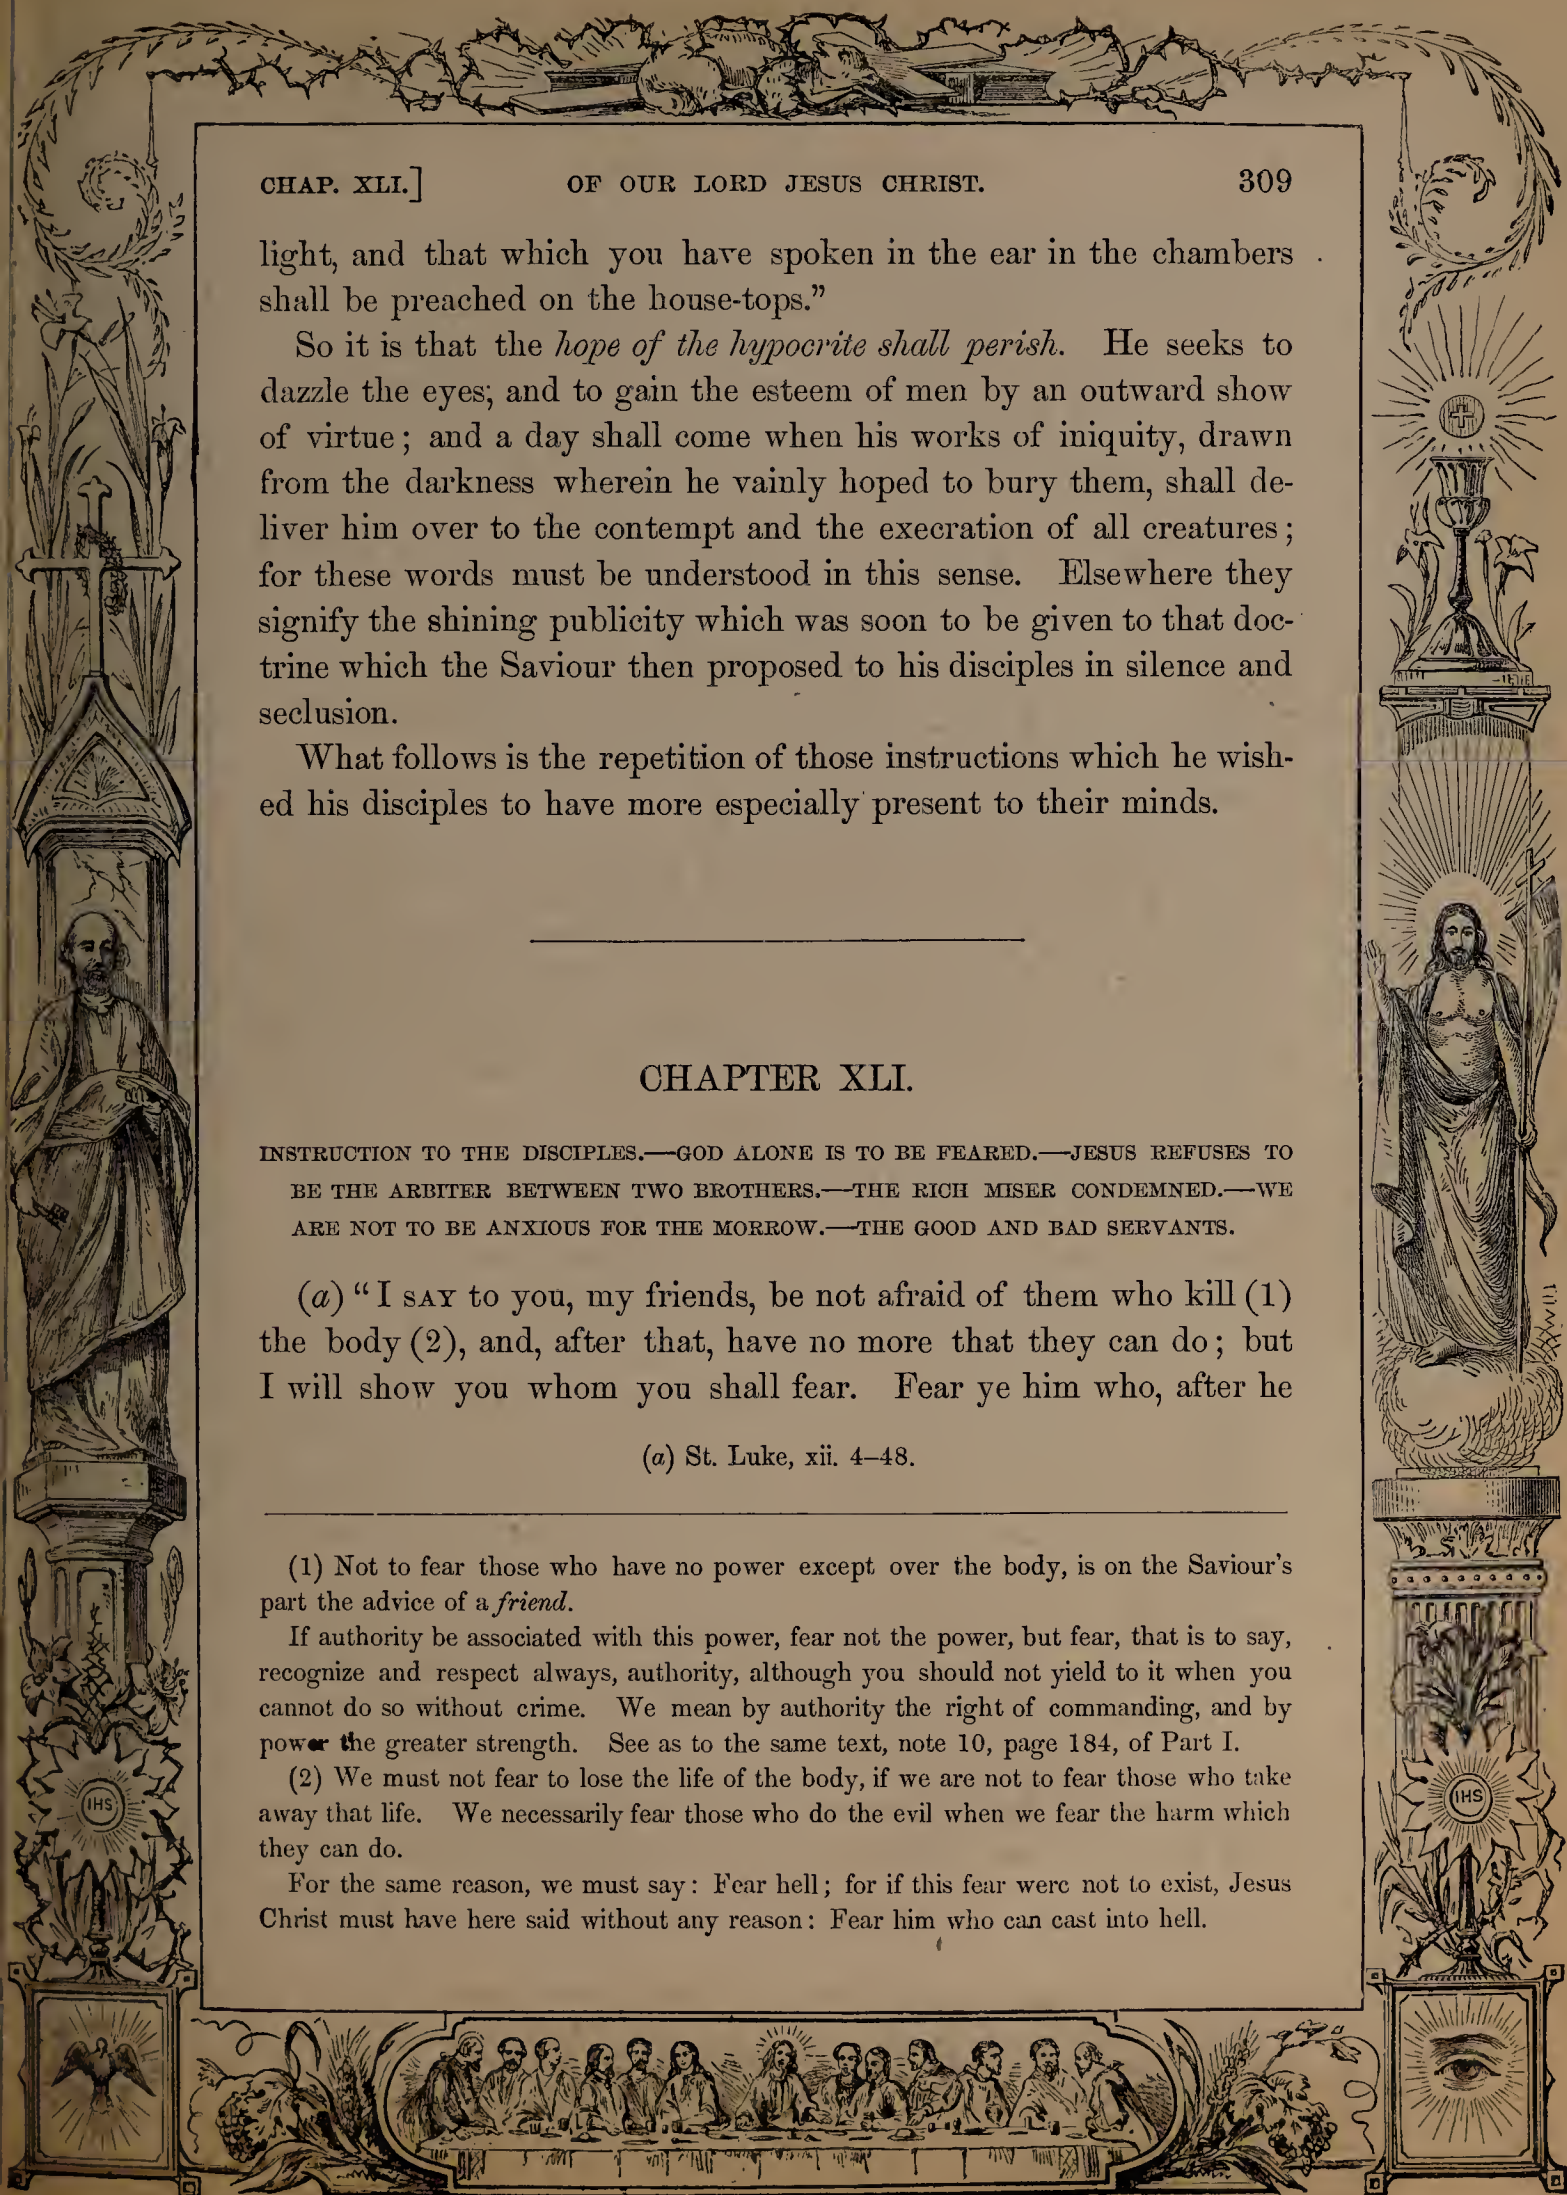 CHAP. XLI.] OF OUR LORD JESUS CHRIST. 309
light, and that which you have spoken in the ear in the chambers
shall be preached on the house-tops.”
So it is that the hope of the hypocrite shall perish. He seeks to
dazzle the eyes; and to gain the esteem of men by an outward show
of virtue; and a day shall come when his works of iniquity, drawn
from the darkness wherein he vainly hoped to bury them, shall de-
liver him over to the contempt and the execration of all creatures;
for these words must be understood in this sense. Elsewhere they
signify the shining publicity which was soon to be given to that doc-
trine which the Saviour then proposed to his disciples in silence and
seclusion.
What follows is the repetition of those instructions which he wish-
ed his disciples to have more especially present to their minds.
CHAPTER XLI.
INSTRUCTION TO THE DISCIPLES.—GOD ALONE IS TO BE FEARED.—JESUS REFUSES TO
BE THE ARBITER BETWEEN TWO BROTHERS.—THE RICH MISER CONDEMNED.—WE
ARE NOT TO BE ANXIOUS FOR THE MORROW.—THE GOOD AND BAD SERVANTS.
(a) “I SAY to you, my friends, be not afraid of them who kill (1)
the body (2), and, after that, have no more that they can do; but
I will show you whom you shall fear. Fear ye him who, after he
(a) St. Luke, xii. 4–48.
(1) Not to fear those who have no power except over the body, is on the Saviour’s
part the advice of a friend.
If authority be associated with this power, fear not the power, but fear, that is to say,
recognize and respect always, authority, although you should not yield to it when you
cannot do so without crime. We mean by authority the right of commanding, and by
power the greater strength. See as to the same text, note 10, page 184, of Part I.
(2) We must not fear to lose the life of the body, if we are not to fear those who take
away that life. We necessarily fear those who do the evil when we fear the harm which
they can do.
For the same reason, we must say: Fear hell; for if this fear were not to exist, Jesus
Christ must have here said without any reason: Fear him who can cast into hell.
IHS
IHS